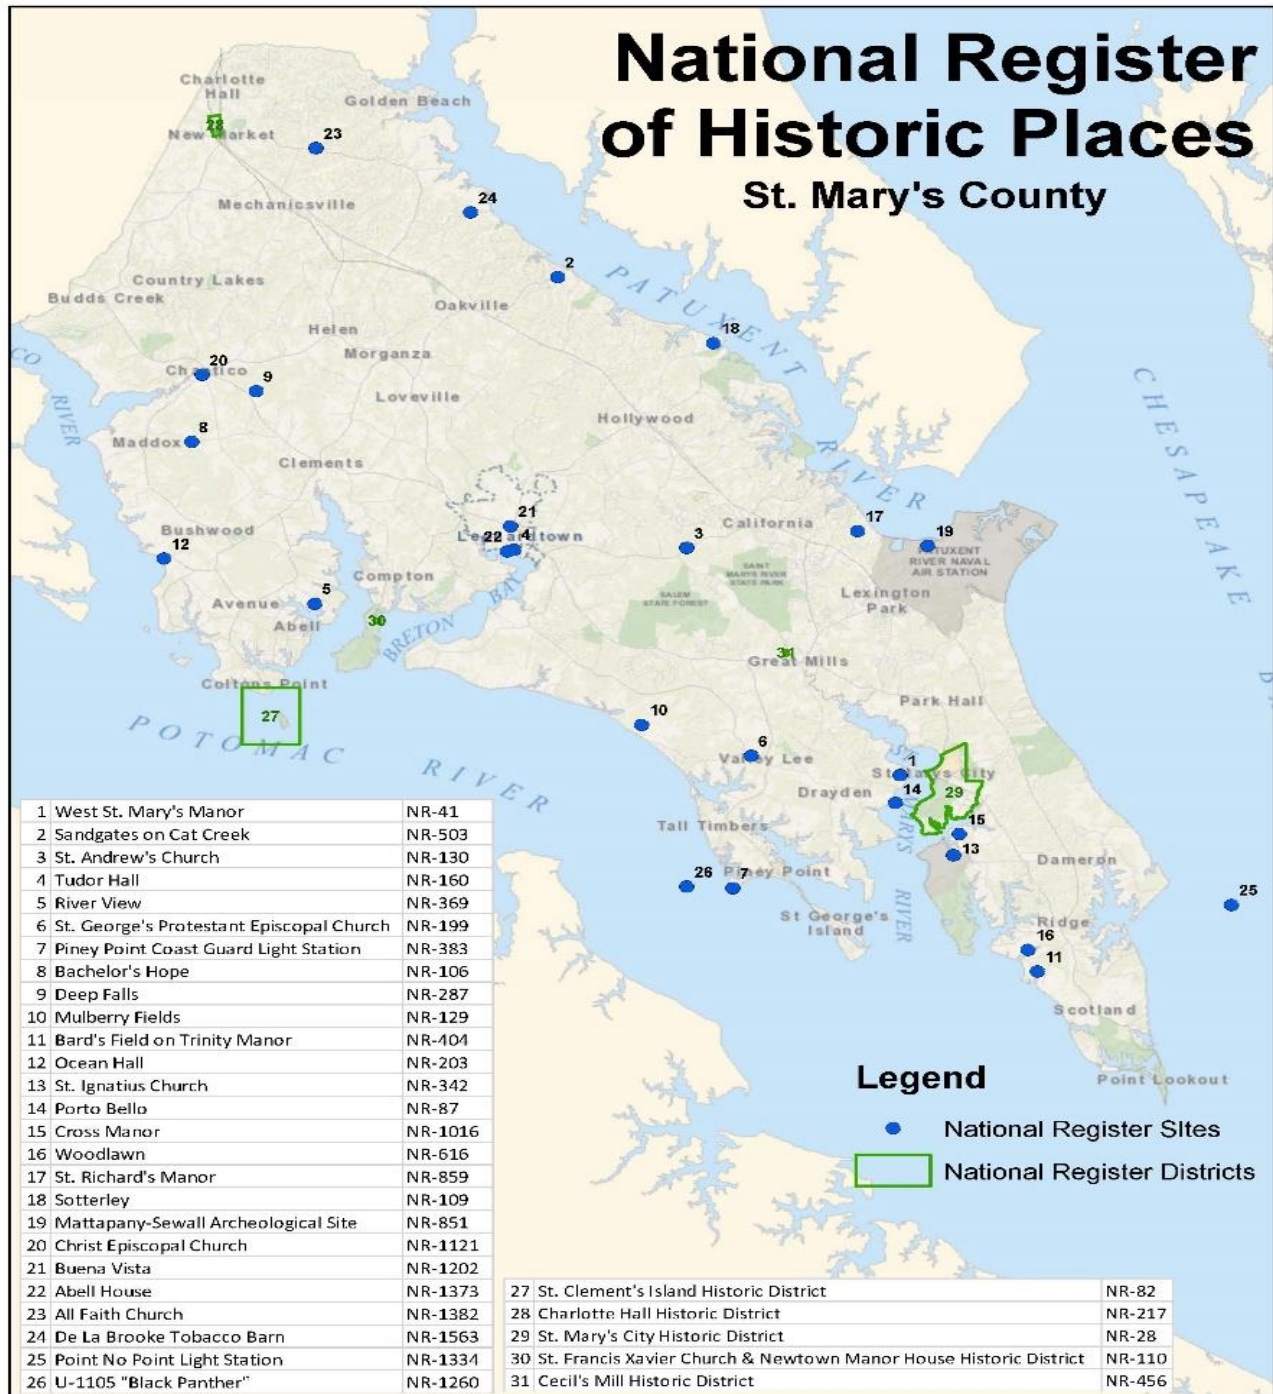 National Register
of Historic Places
St. Mary's County
Charlotte
Hall
Golden Beach
28
New Market
23
Mechanicsville
24
2
Country Lakes
Budds Creek
Oakville
PATUXENT
Helen
18
Morganza
CO
20
Chaptico
9
Loveville
RIVER
CHESAPEAKE
8
Hollywood
Maddox
Clements
RIVER
21
Bushwood
22
4
Leonardtown
3
California
17
19
12
PATUXENT
RIVER NAVAL
AIR STATION
SAINT
MARYS RIVER
STATE PARK
Compton
BAY
SALEM
STATE FOREST
Lexington
Park
5
Avenue
Abell
30
BRETON
31
Great Mills
Coltons Point
27
Park Hall
POTOMAC
RIVER
10
6
Valley Lee
1
St Marys City
Drayden
14
29
15
13
Tall Timbers
Dameron
26
Piney Point
7
25
St George's
Island
RIVER
Ridge
16
11
Scotland
Point Lookout
1 West St. Mary's Manor NR-41
2 Sandgates on Cat Creek NR-503
3 St. Andrew's Church NR-130
4 Tudor Hall NR-160
5 River View NR-369
6 St. George's Protestant Episcopal Church NR-199
7 Piney Point Coast Guard Light Station NR-383
8 Bachelor's Hope NR-106
9 Deep Falls NR-287
10 Mulberry Fields NR-129
11 Bard's Field on Trinity Manor NR-404
12 Ocean Hall NR-203
13 St. Ignatius Church NR-342
14 Porto Bello NR-87
15 Cross Manor NR-1016
16 Woodlawn NR-616
17 St. Richard's Manor NR-859
18 Sotterley NR-109
19 Mattapany-Sewall Archeological Site NR-851
20 Christ Episcopal Church NR-1121
21 Buena Vista NR-1202
22 Abell House NR-1373
23 All Faith Church NR-1382
24 De La Brooke Tobacco Barn NR-1563
25 Point No Point Light Station NR-1334
26 U-1105 "Black Panther" NR-1260
Legend
National Register SItes
National Register Districts
27 St. Clement's Island Historic District NR-82
28 Charlotte Hall Historic District NR-217
29 St. Mary's City Historic District NR-28
30 St. Francis Xavier Church & Newtown Manor House Historic District NR-110
31 Cecil's Mill Historic District NR-456